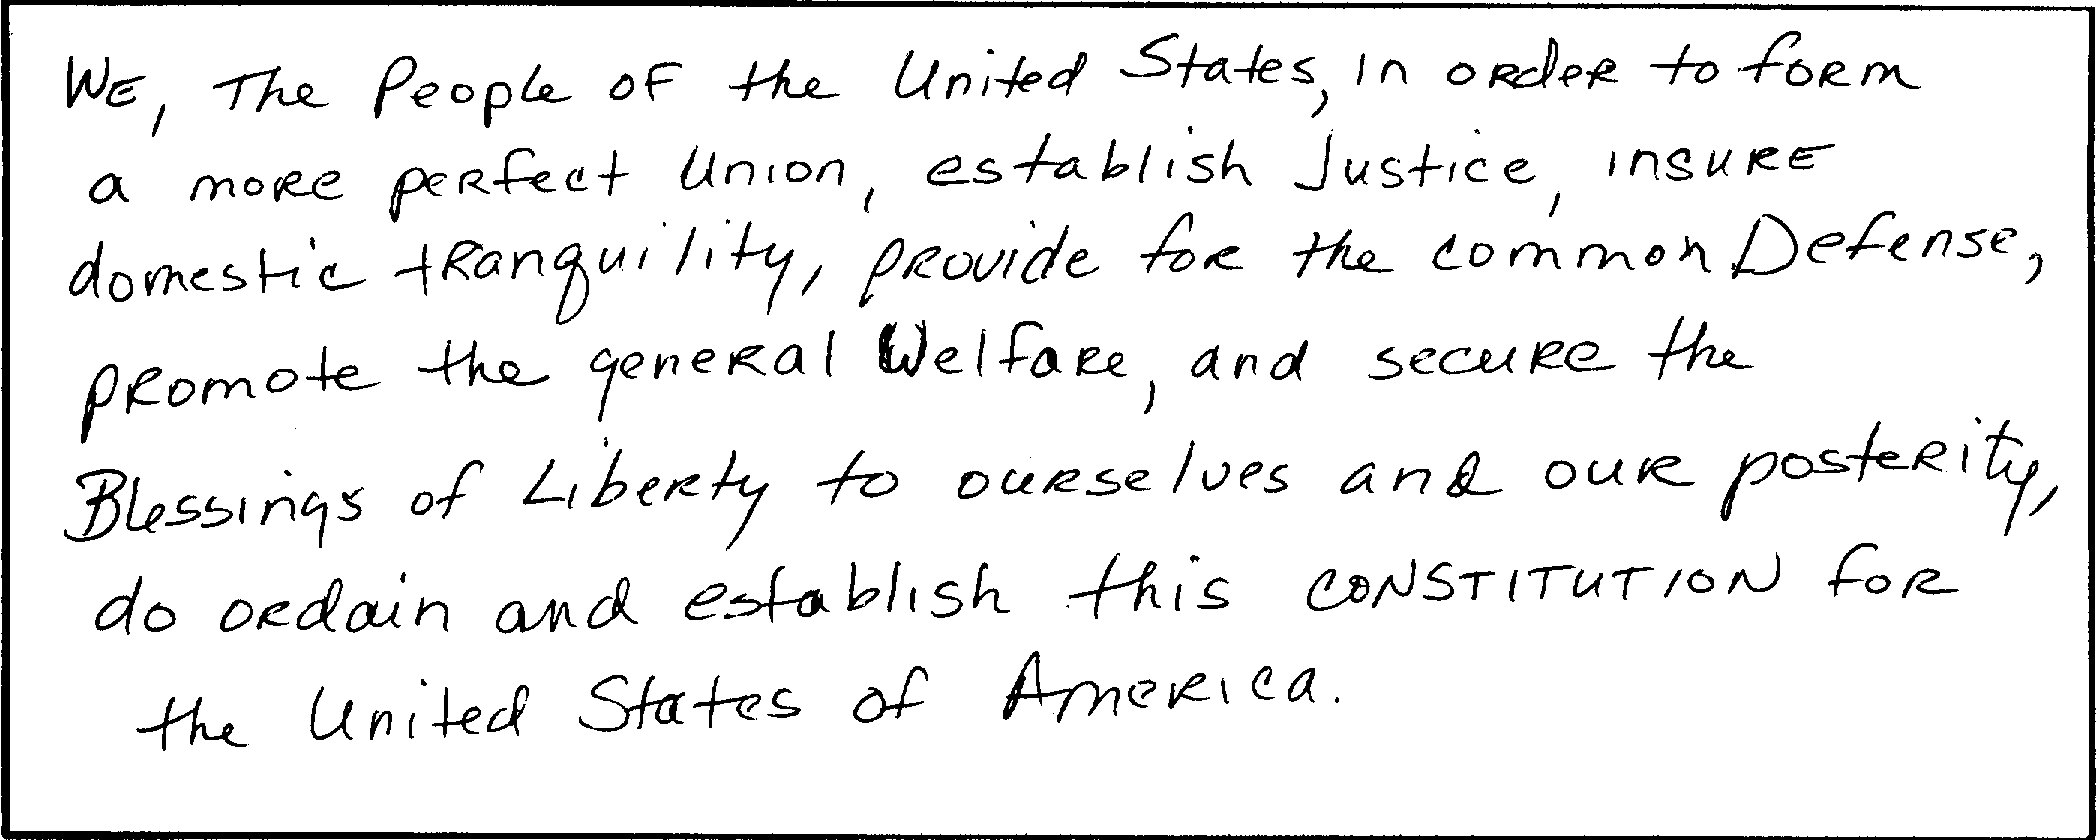 WE, The People of the United States, in order to form
a more perfect Union, establish Justice, insure
domestic tranquility, provide for the common Defense,
promote the general Welfare, and secure the
Blessings of Liberty to ourselves and our posterity,
do ordain and establish this CONSTITUTION for
the United States of America.